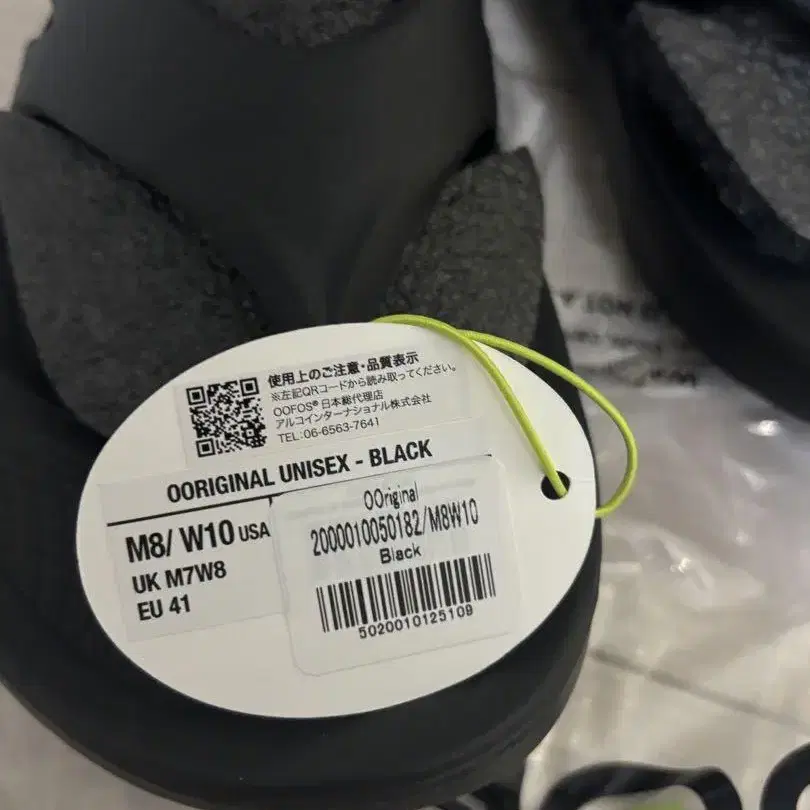 使用上のご注意・品質表示
※左記QRコードから読み取ってください。
OOFOS® 日本総代理店
アルコインターナショナル株式会社
TEL:06-6563-7641
OORIGINAL UNISEX - BLACK
M8/ W10 USA
UK M7W8
EU 41
OOriginal
2000010050182/M8W10
Black
5020010125109